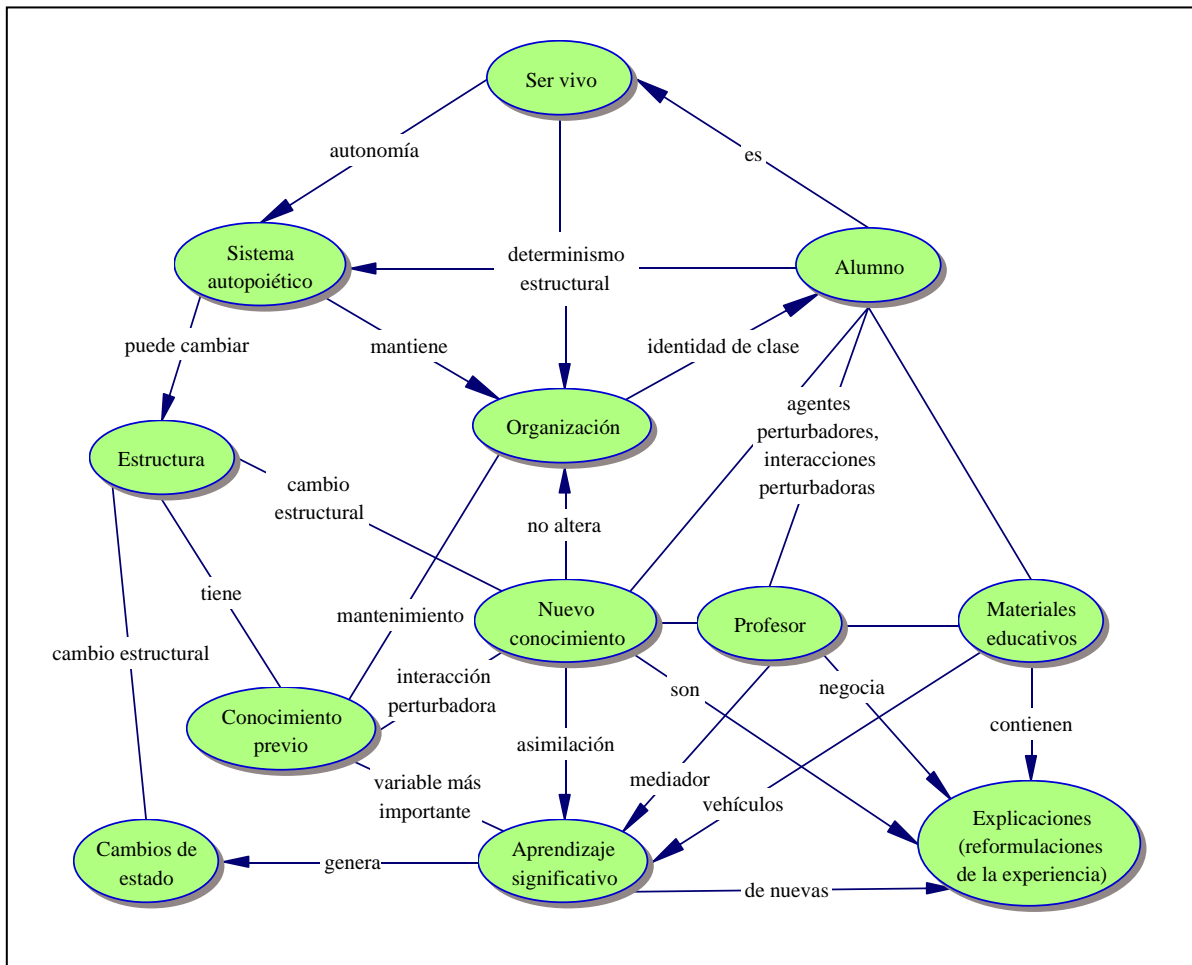 Ser vivo
autonomía
es
Sistema
autopoiético
determinismo
estructural
Alumno
puede cambiar
mantiene
identidad de clase
Organización
agentes
perturbadores,
interacciones
perturbadoras
Estructura
cambio
estructural
no altera
tiene
mantenimiento
Nuevo
conocimiento
Profesor
Materiales
educativos
cambio estructural
interacción
perturbadora
son
negocia
contienen
Conocimiento
previo
asimilación
variable más
importante
mediador
vehículos
Explicaciones
(reformulaciones
de la experiencia)
Cambios de
estado
genera
Aprendizaje
significativo
de nuevas